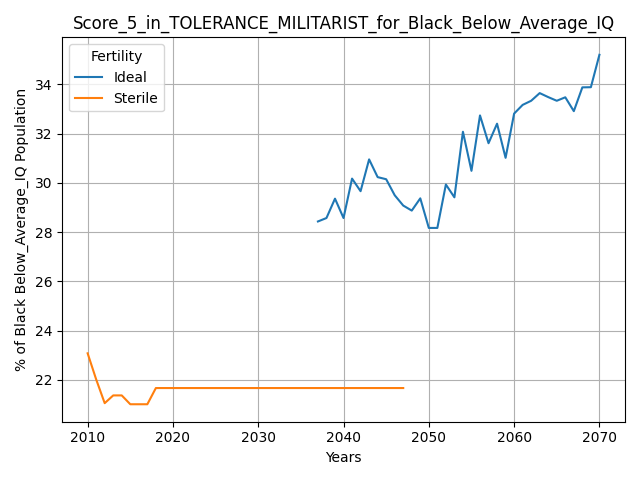 Score_5_in_TOLERANCE_MILITARIST_for_Black_Below_Average_IQ
Fertility
Ideal
Sterile
% of Black Below_Average_IQ Population
34
32
30
28
26
24
22
2010 2020 2030 2040 2050 2060 2070
Years